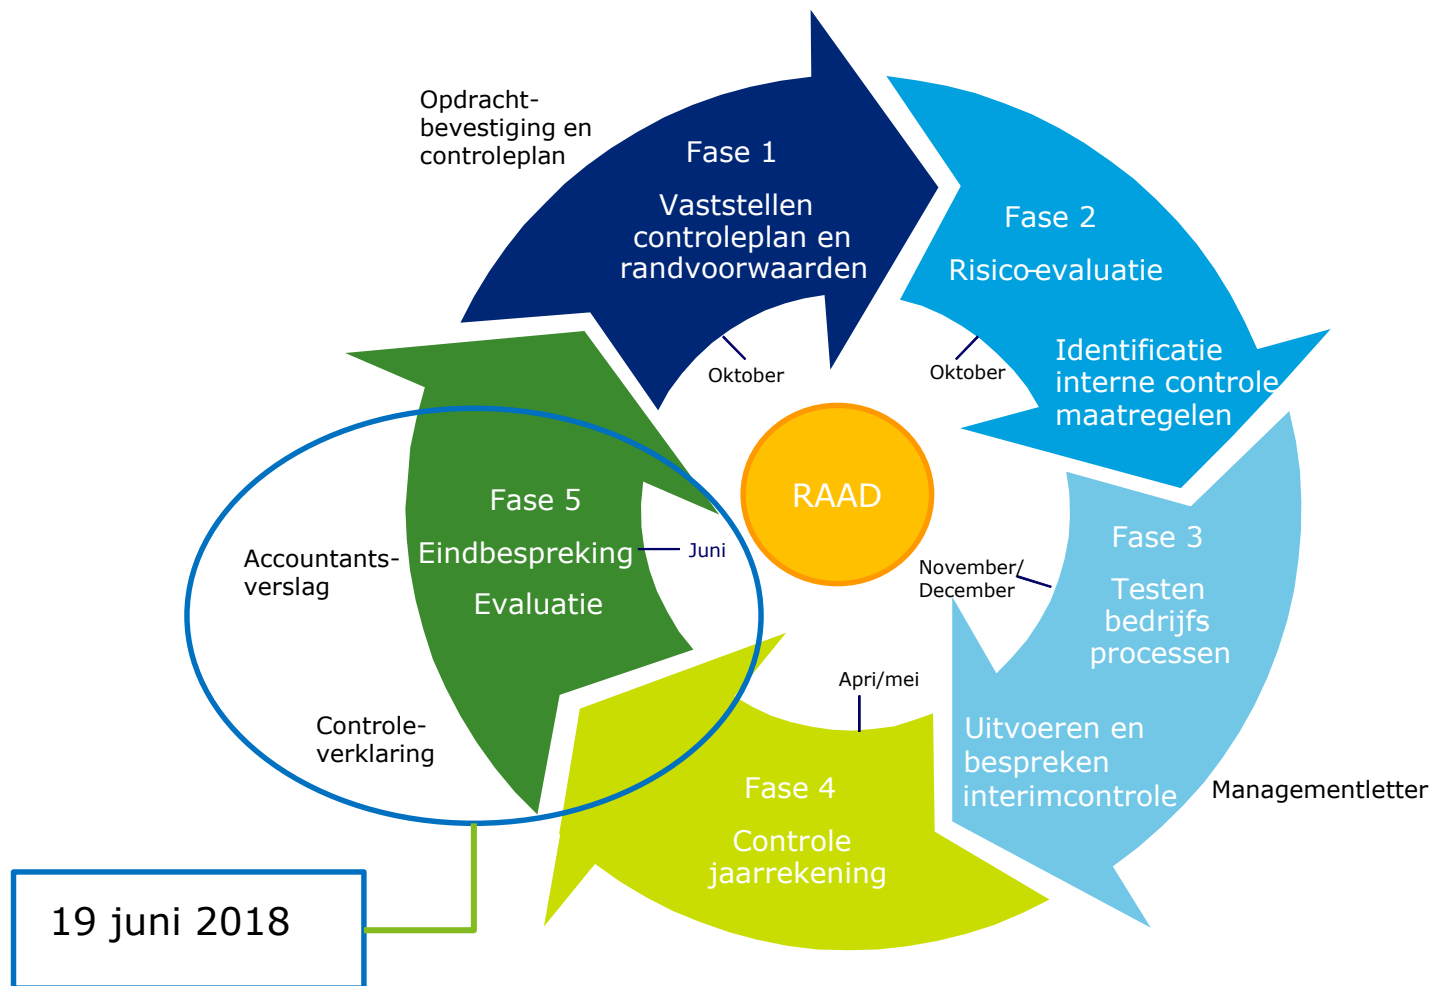 Opdracht-
bevestiging en
controleplan
Fase 1
Vaststellen
controleplan en
randvoorwaarden
Oktober
Fase 2
Risico-evaluatie
Identificatie
interne controle
maatregelen
Oktober
RAAD
Fase 3
Testen
bedrijfs
processen
Uitvoeren en
bespreken
interimcontrole
November/
December
Managementletter
Apri/mei
Fase 4
Controle
jaarrekening
Fase 5
Eindbespreking
Evaluatie
Juni
Accountants-
verslag
Controle-
verklaring
19 juni 2018